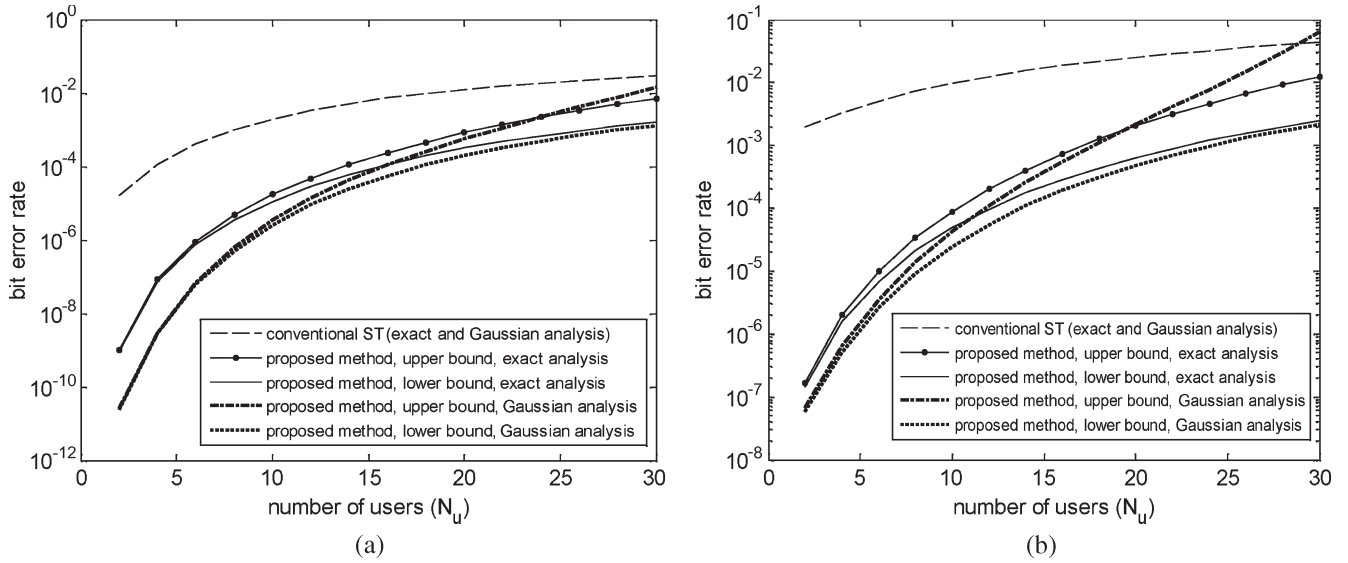 10^0
10^-2
10^-4
10^-6
10^-8
10^-10
10^-12
bit error rate
conventional ST (exact and Gaussian analysis)
proposed method, upper bound, exact analysis
proposed method, lower bound, exact analysis
proposed method, upper bound, Gaussian analysis
proposed method, lower bound, Gaussian analysis
0 5 10 15 20 25 30
number of users (N_u)
(a)
10^-1
10^-2
10^-3
10^-4
10^-5
10^-6
10^-7
10^-8
bit error rate
conventional ST (exact and Gaussian analysis)
proposed method, upper bound, exact analysis
proposed method, lower bound, exact analysis
proposed method, upper bound, Gaussian analysis
proposed method, lower bound, Gaussian analysis
0 5 10 15 20 25 30
number of users (N_u)
(b)